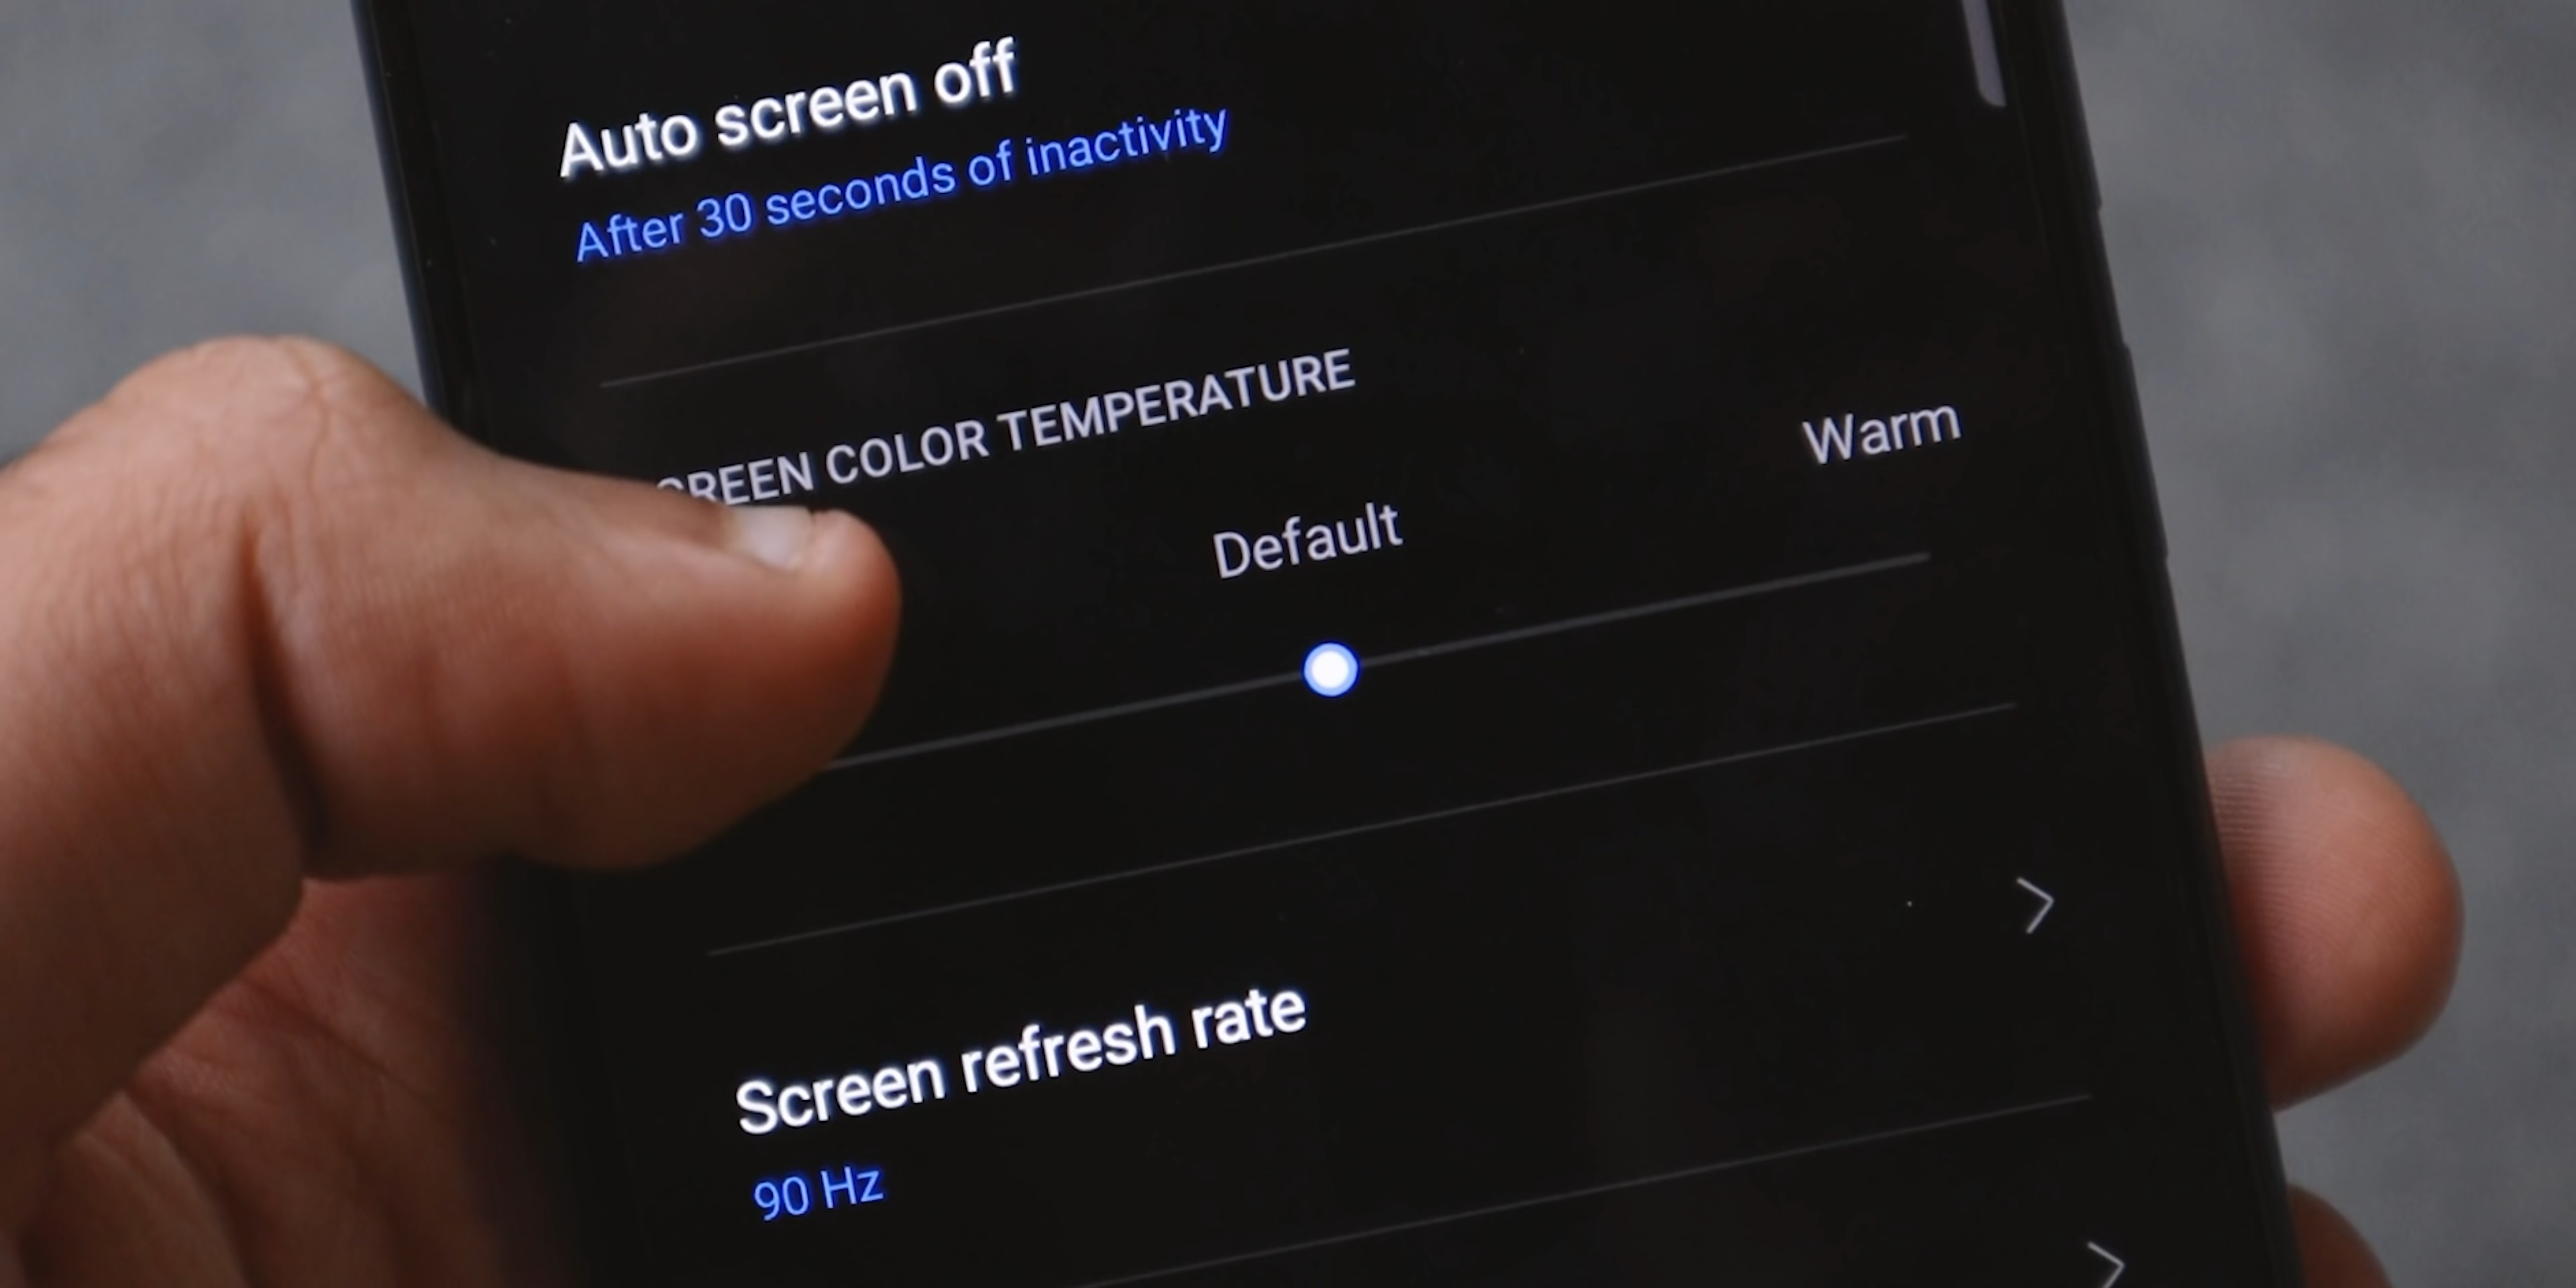 Auto screen off
After 30 seconds of inactivity
COLOR TEMPERATURE
Warm
Default
Screen refresh rate
90 Hz